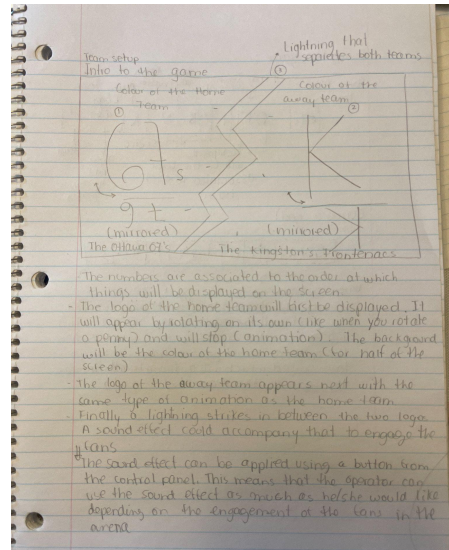 Lightning that
Team setup separates both teams
Intro to the game ③
Colour of the Home Colour of the
Team away team
① ②
67s K
(mirrored) (mirrored)
The Ottawa 67's The Kingston's Frontenacs
The numbers are associated to the order at which
things will be displayed on the screen.
- The logo of the home team will first be displayed. It
will appear by rotating on its own (like when you rotate
a penny) and will stop (animation). The background
will be the colour of the home team (for half of the
screen)
- The logo of the away team appears next with the
same type of animation as the home team
- Finally a lightning strikes in between the two logo.
A sound effect could accompany that to engage the
fans
The sound effect can be applied using a button from
the control panel. This means that the operator can
use the sound effect as much as he/she would like
depending on the engagement of the fans in the
arena